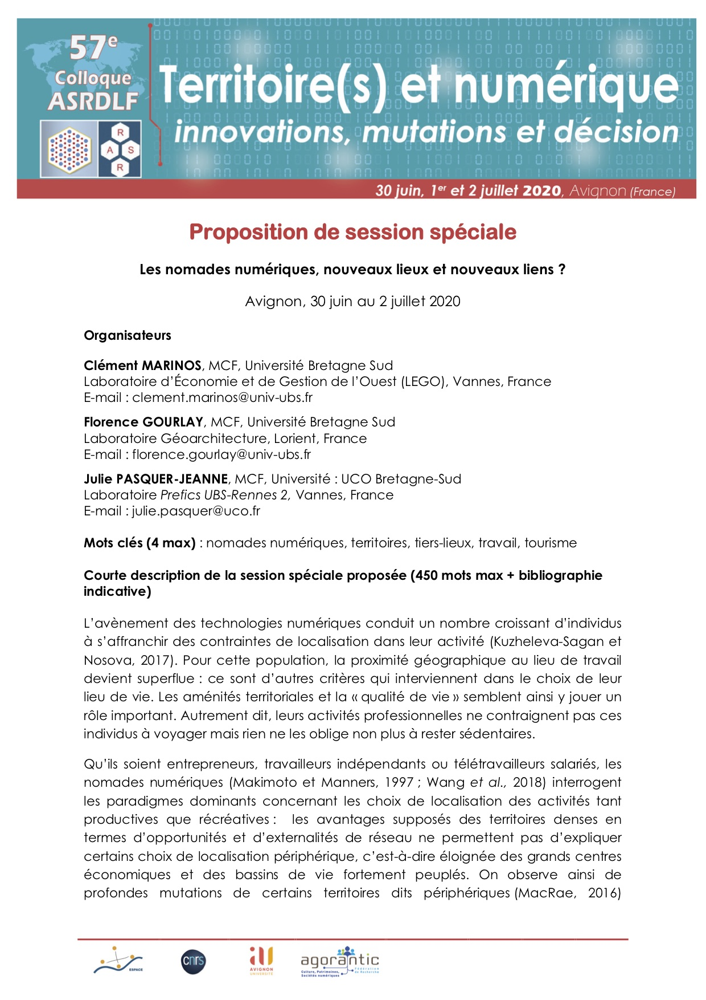 57e
Colloque
ASRDLF
R
A S
R
Territoire(s) et numérique
innovations, mutations et décision
30 juin, 1er et 2 juillet 2020, Avignon (France)
Proposition de session spéciale
Les nomades numériques, nouveaux lieux et nouveaux liens ?
Avignon, 30 juin au 2 juillet 2020
Organisateurs
Clément MARINOS, MCF, Université Bretagne Sud
Laboratoire d’Économie et de Gestion de l’Ouest (LEGO), Vannes, France
E-mail : clement.marinos@univ-ubs.fr
Florence GOURLAY, MCF, Université Bretagne Sud
Laboratoire Géoarchitecture, Lorient, France
E-mail : florence.gourlay@univ-ubs.fr
Julie PASQUER-JEANNE, MCF, Université : UCO Bretagne-Sud
Laboratoire Prefics UBS-Rennes 2, Vannes, France
E-mail : julie.pasquer@uco.fr
Mots clés (4 max) : nomades numériques, territoires, tiers-lieux, travail, tourisme
Courte description de la session spéciale proposée (450 mots max + bibliographie
indicative)
L’avènement des technologies numériques conduit un nombre croissant d’individus
à s’affranchir des contraintes de localisation dans leur activité (Kuzheleva-Sagan et
Nosova, 2017). Pour cette population, la proximité géographique au lieu de travail
devient superflue : ce sont d’autres critères qui interviennent dans le choix de leur
lieu de vie. Les aménités territoriales et la « qualité de vie » semblent ainsi y jouer un
rôle important. Autrement dit, leurs activités professionnelles ne contraignent pas ces
individus à voyager mais rien ne les oblige non plus à rester sédentaires.
Qu’ils soient entrepreneurs, travailleurs indépendants ou télétravailleurs salariés, les
nomades numériques (Makimoto et Manners, 1997 ; Wang et al., 2018) interrogent
les paradigmes dominants concernant les choix de localisation des activités tant
productives que récréatives : les avantages supposés des territoires denses en
termes d’opportunités et d’externalités de réseau ne permettent pas d’expliquer
certains choix de localisation périphérique, c’est-à-dire éloignée des grands centres
économiques et des bassins de vie fortement peuplés. On observe ainsi de
profondes mutations de certains territoires dits périphériques (MacRae, 2016)
ESPACE
cnrs
AVIGNON
UNIVERSITÉ
agorantic
Culture, Patrimoines,
Sociétés numériques
Fédération
de Recherche